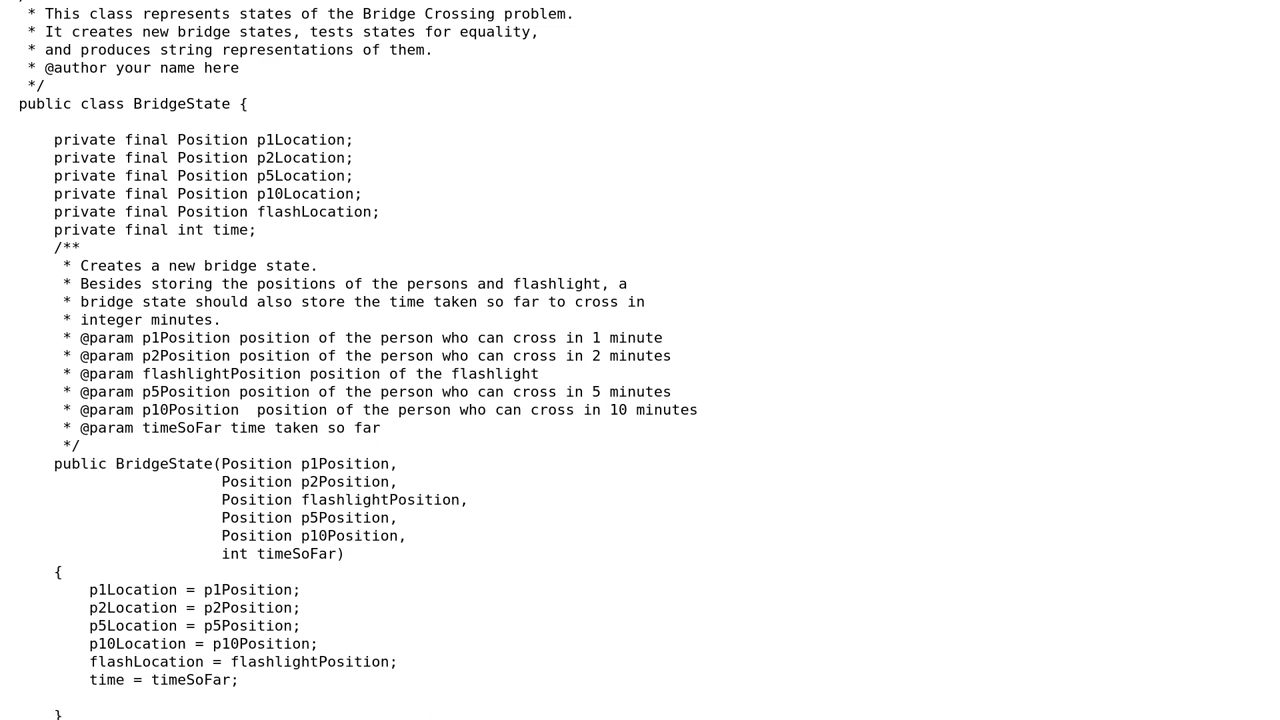 * This class represents states of the Bridge Crossing problem.
 * It creates new bridge states, tests states for equality,
 * and produces string representations of them.
 * @author your name here
 */
public class BridgeState {

    private final Position p1Location;
    private final Position p2Location;
    private final Position p5Location;
    private final Position p10Location;
    private final Position flashLocation;
    private final int time;
    /**
     * Creates a new bridge state.
     * Besides storing the positions of the persons and flashlight, a
     * bridge state should also store the time taken so far to cross in
     * integer minutes.
     * @param p1Position position of the person who can cross in 1 minute
     * @param p2Position position of the person who can cross in 2 minutes
     * @param flashlightPosition position of the flashlight
     * @param p5Position position of the person who can cross in 5 minutes
     * @param p10Position  position of the person who can cross in 10 minutes
     * @param timeSoFar time taken so far
     */
    public BridgeState(Position p1Position,
                       Position p2Position,
                       Position flashlightPosition,
                       Position p5Position,
                       Position p10Position,
                       int timeSoFar)
    {
        p1Location = p1Position;
        p2Location = p2Position;
        p5Location = p5Position;
        p10Location = p10Position;
        flashLocation = flashlightPosition;
        time = timeSoFar;

    }